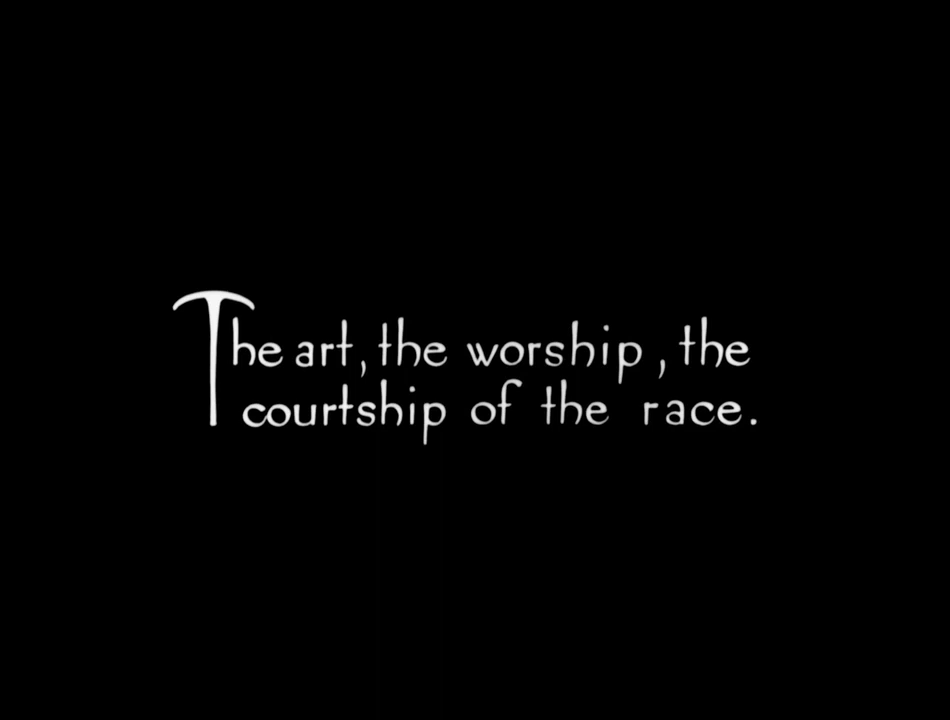 The art, the worship, the
courtship of the race.